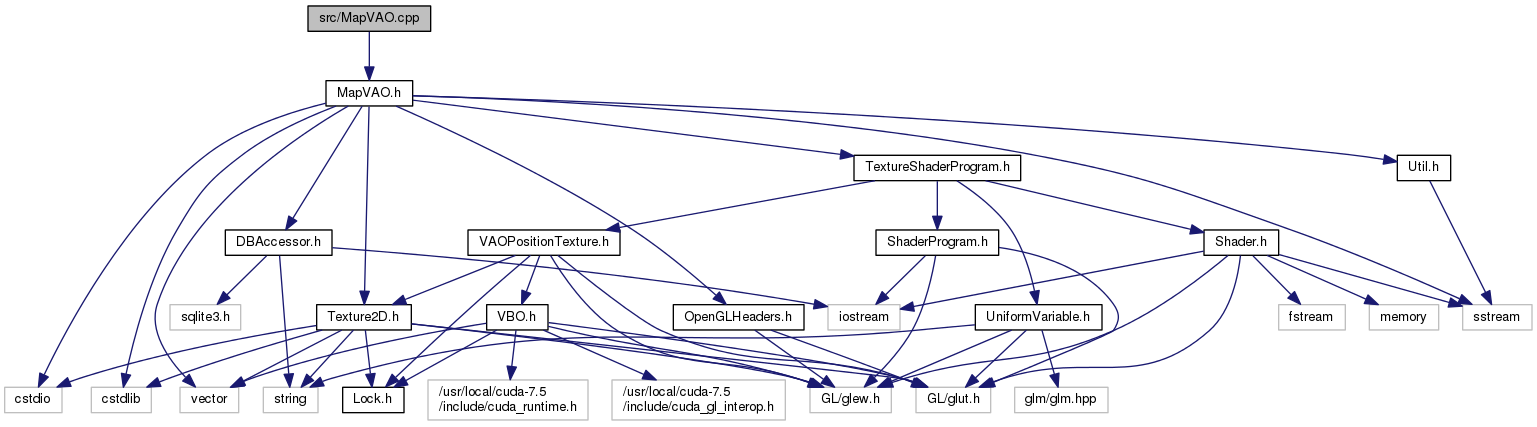 src/MapVAO.cpp
MapVAO.h
TextureShaderProgram.h
Util.h
DBAccessor.h
VAOPositionTexture.h
ShaderProgram.h
Shader.h
sqlite3.h
Texture2D.h
VBO.h
OpenGLHeaders.h
iostream
UniformVariable.h
fstream
memory
sstream
cstdio
cstdlib
vector
string
Lock.h
/usr/local/cuda-7.5
/include/cuda_runtime.h
/usr/local/cuda-7.5
/include/cuda_gl_interop.h
GL/glew.h
GL/glut.h
glm/glm.hpp